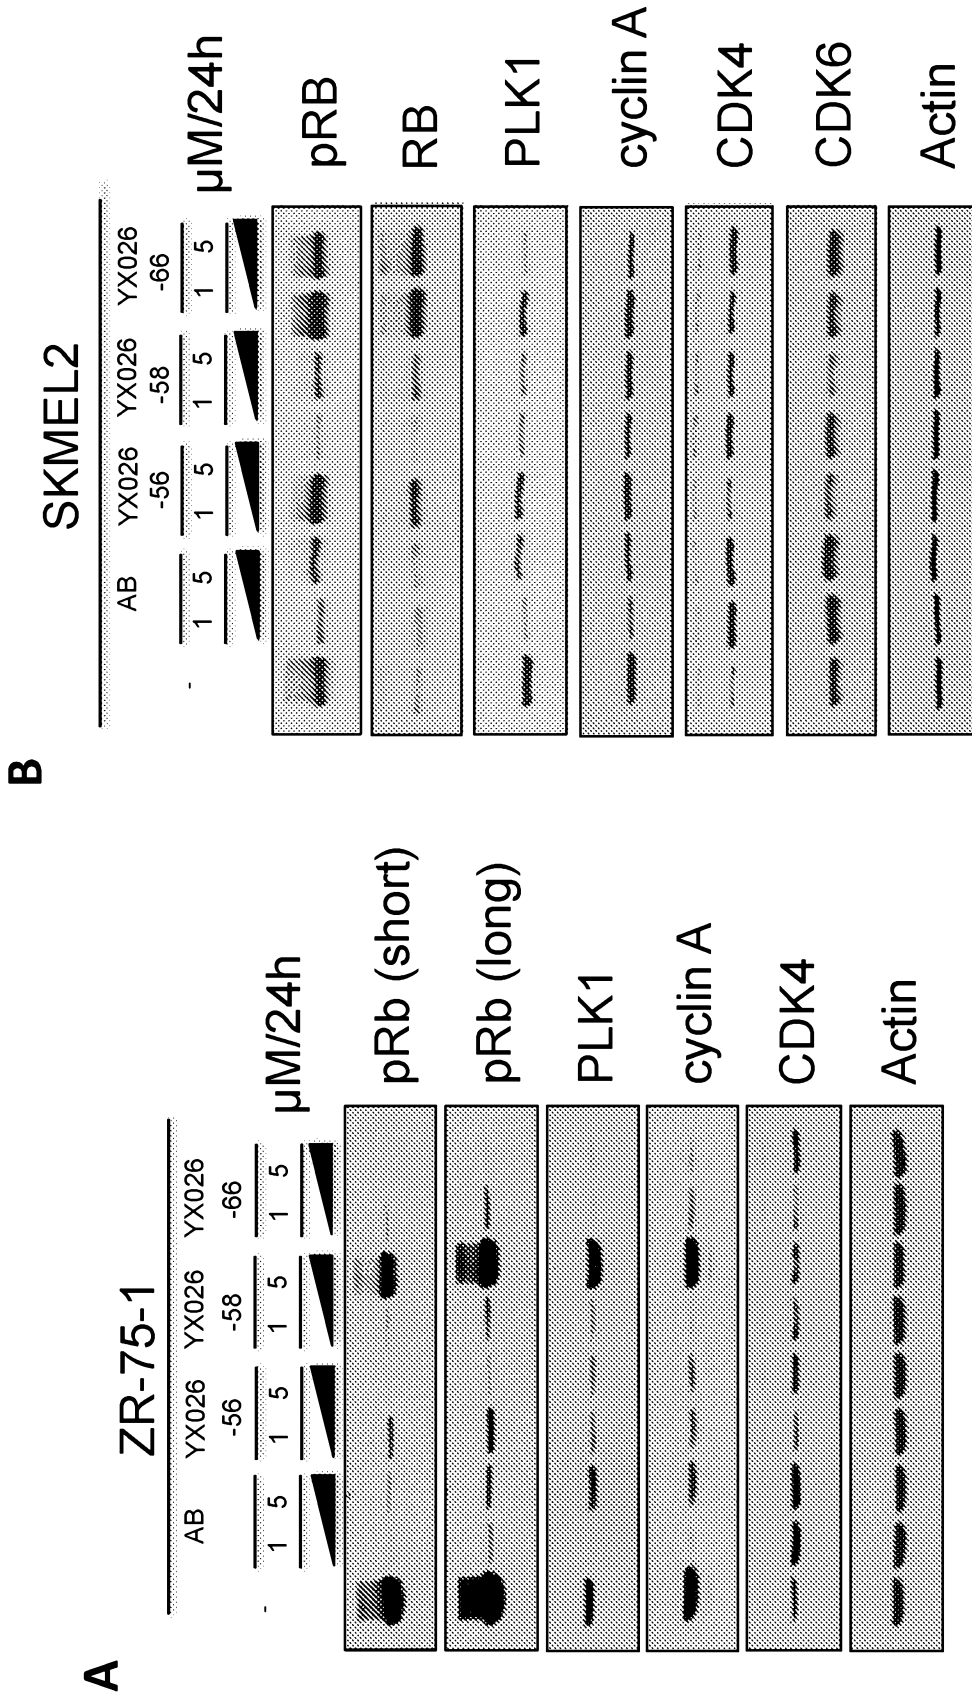 A
ZR-75-1
AB YX026 YX026 YX026
-56 -58 -66
- 1 5 1 5 1 5 1 5 µM/24h
pRb (short)
pRb (long)
PLK1
cyclin A
CDK4
Actin
B
SKMEL2
AB YX026 YX026 YX026
-56 -58 -66
- 1 5 1 5 1 5 1 5 µM/24h
pRB
RB
PLK1
cyclin A
CDK4
CDK6
Actin